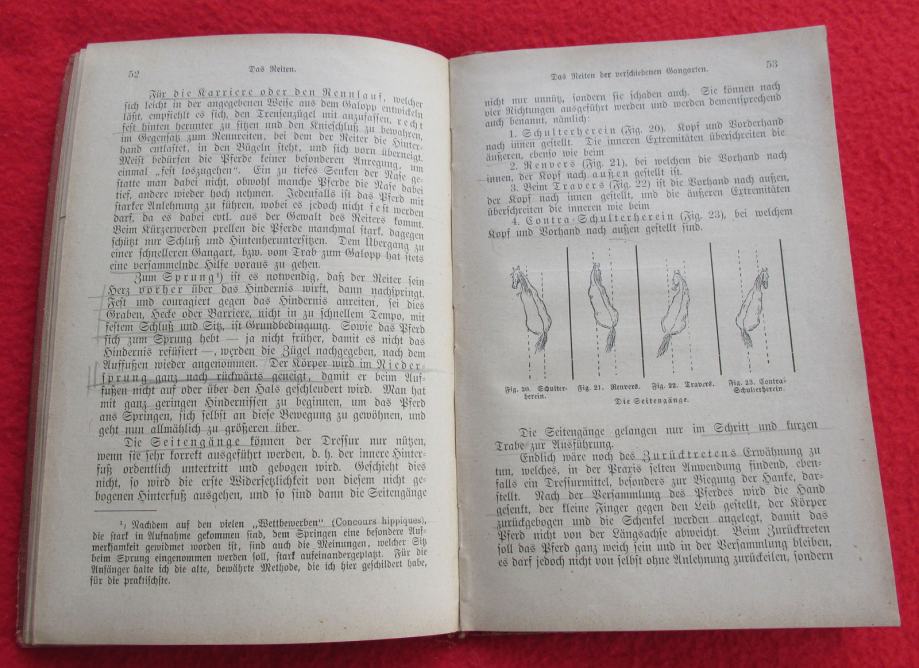 52
Das Reiten.
Für die Karriere oder den Rennlauf, welcher
sich leicht in der angegebenen Weise aus dem Galopp entwickeln
läßt, empfiehlt es sich, den Trensenzügel mit anzufassen, recht
fest hinten herunter zu sitzen und den Knieschluß zu bewahren,
im Gegensatz zum Rennreiten, bei dem der Reiter die Hinter-
hand entlastet, in den Bügeln steht, und sich vorn überneigt.
Meist bedürfen die Pferde keiner besonderen Anregung, um
einmal „fest loszugehen“. Ein zu tiefes Senken der Nase ge-
statte man dabei nicht, obwohl manche Pferde die Nase dabei
tief, andere wieder hoch nehmen. Jedenfalls ist das Pferd mit
starker Anlehnung zu führen, wobei es jedoch nicht fest werden
darf, da es dabei evtl. aus der Gewalt des Reiters kommt.
Beim Kürzerwerden prellen die Pferde manchmal stark, dagegen
schützt nur Schluß und Hintenheruntersitzen. Dem Übergang zu
einer schnelleren Gangart, bzw. vom Trab zum Galopp hat stets
eine versammelnde Hilfe voraus zu gehen.
Zum Sprung¹) ist es notwendig, daß der Reiter sein
Herz vorher über das Hindernis wirft, dann nachspringt.
Fest und couragiert gegen das Hindernis anreiten, sei dies
Graben, Hecke oder Barriere, nicht in zu schnellem Tempo, mit
festem Schluß und Sitz, ist Grundbedingung. Sowie das Pferd
sich zum Sprung hebt — ja nicht früher, damit es nicht das
Hindernis refüsiert —, werden die Zügel nachgegeben, nach dem
Auffußen wieder angenommen. Der Körper wird im Nieder-
sprung ganz nach rückwärts geneigt, damit er beim Auf-
fußen nicht auf oder über den Hals geschleudert wird. Man hat
mit ganz geringen Hindernissen zu beginnen, um das Pferd
ans Springen, sich selbst an diese Bewegung zu gewöhnen, und
geht nun allmählich zu größeren über.
Die Seitengänge können der Dressur nur nützen,
wenn sie sehr korrekt ausgeführt werden, d. h. der innere Hinter-
fuß ordentlich untertritt und gebogen wird. Geschieht dies
nicht, so wird die erste Widersetzlichkeit von diesem nicht ge-
bogenen Hinterfuß ausgehen, und so sind dann die Seitengänge
¹) Nachdem auf den vielen „Wettbewerben“ (Concours hippiques),
die stark in Aufnahme gekommen sind, dem Springen eine besondere Auf-
merksamkeit gewidmet worden ist, sind auch die Meinungen, welcher Sitz
beim Sprung eingenommen werden soll, stark aufeinandergeplatzt. Für die
Anfänger halte ich die alte, bewährte Methode, die ich hier geschildert habe,
für die praktischste.
Das Reiten der verschiedenen Gangarten.
53
nicht nur unnütz, sondern sie schaden auch. Sie können nach
vier Richtungen ausgeführt werden und werden dementsprechend
auch benannt, nämlich:
1. Schulterherein (Fig. 20). Kopf und Vorderhand
nach innen gestellt. Die inneren Extremitäten überschreiten die
äußeren, ebenso wie beim
2. Renvers (Fig. 21), bei welchem die Vorhand nach
innen, der Kopf nach außen gestellt ist.
3. Beim Travers (Fig. 22) ist die Vorhand nach außen,
der Kopf nach innen gestellt, und die äußeren Extremitäten
überschreiten die inneren wie beim
4. Contra-Schulterherein (Fig. 23), bei welchem
Kopf und Vorhand nach außen gestellt sind.
Fig. 20. Schulter-
herein.
Fig. 21. Renvers.
Fig. 22. Travers.
Fig. 23. Contra-
Schulterherein.
Die Seitengänge.
Die Seitengänge gelangen nur im Schritt und kurzen
Trabe zur Ausführung.
Endlich wäre noch des Zurücktretens Erwähnung zu
tun, welches, in der Praxis selten Anwendung findend, eben-
falls ein Dressurmittel, besonders zur Biegung der Hanke, dar-
stellt. Nach der Versammlung des Pferdes wird die Hand
gesenkt, der kleine Finger gegen den Leib gestellt, der Körper
zurückgebogen und die Schenkel werden angelegt, damit das
Pferd nicht von der Längsachse abweicht. Beim Zurücktreten
soll das Pferd ganz weich sein und in der Versammlung bleiben,
es darf jedoch nicht von selbst ohne Anlehnung zurückeilen, sondern